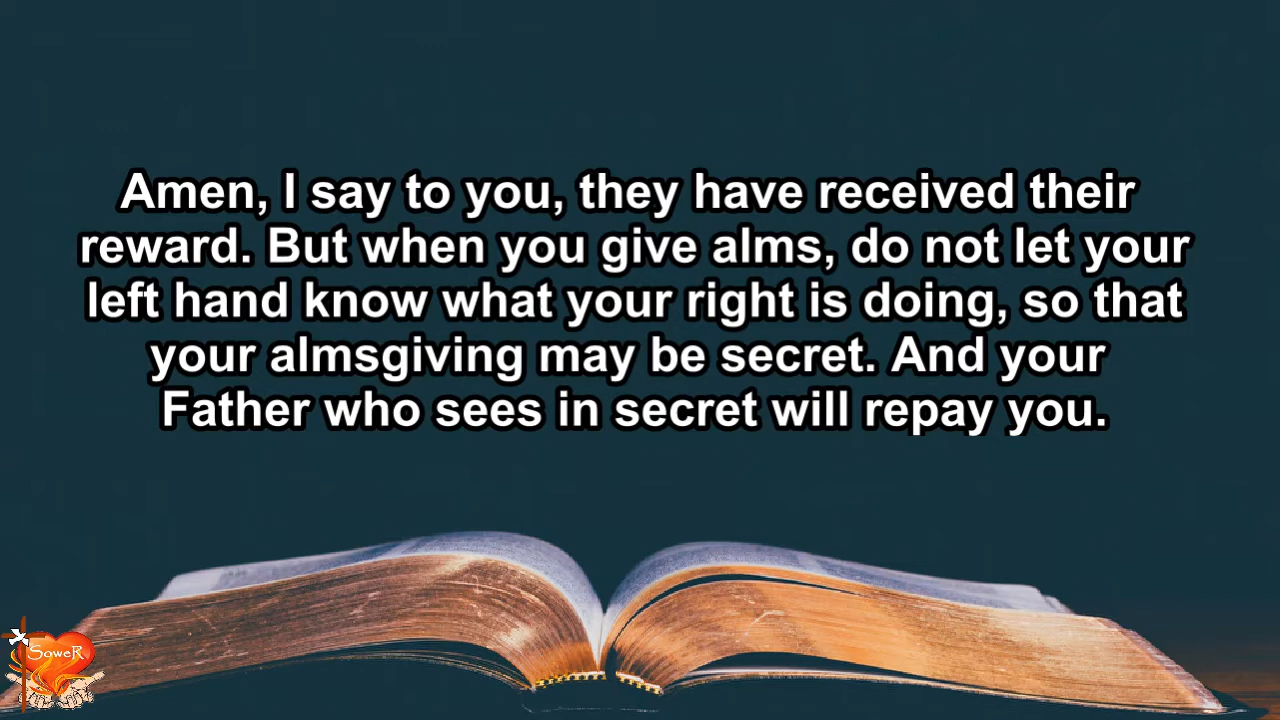 Amen, I say to you, they have received their
reward. But when you give alms, do not let your
left hand know what your right is doing, so that
your almsgiving may be secret. And your
Father who sees in secret will repay you.
SoweR